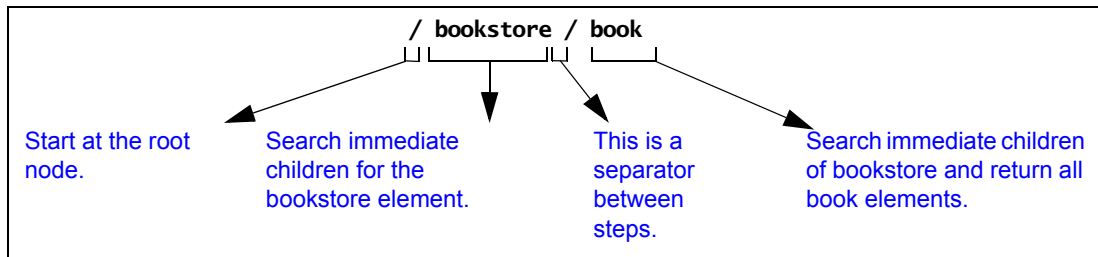 / bookstore / book
Start at the root
node.
Search immediate
children for the
bookstore element.
This is a
separator
between
steps.
Search immediate children
of bookstore and return all
book elements.